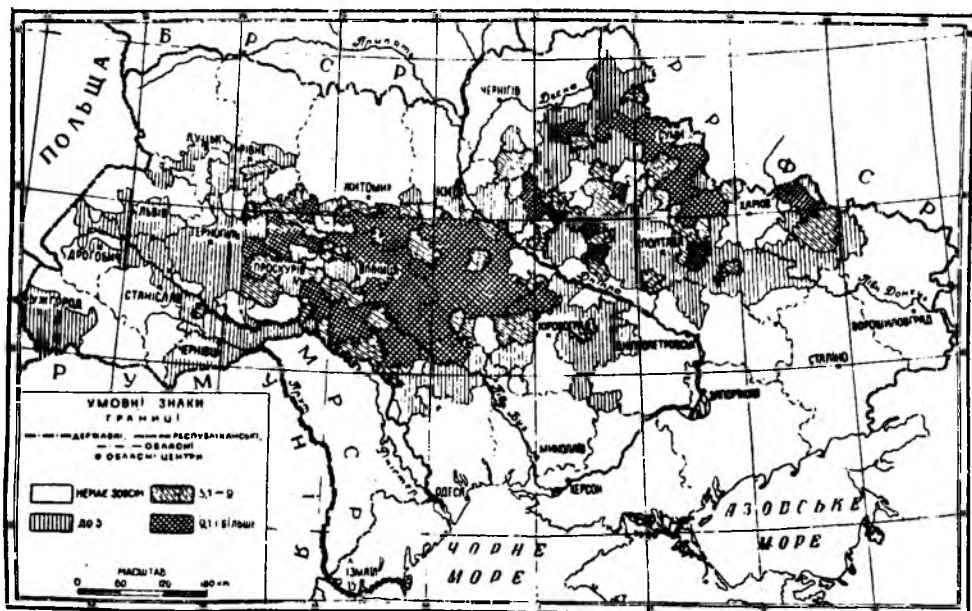 ПОЛЬЩА
Б Р С Р
Прип'ять
Десна
Р Р Ф С Р
ЧЕРНІГІВ
СУМИ
ЛУЦЬК
РІВНЕ
ЖИТОМИР
КИЇВ
ХАРКІВ
ЛЬВІВ
ТЕРНОПІЛЬ
ПОЛТАВА
ДРОГОБИЧ
ПРОСКУРІВ
ВІННИЦЯ
СТАНІСЛАВ
УЖГОРОД
ЧЕРНІВЦІ
КІРОВОГРАД
ДНІПРОПЕТРОВСЬК
ВОРОШИЛОВГРАД
СТАЛІНО
ЗАПОРІЖЖЯ
Р У М У Н І Я
М Р С Р
МИКОЛАЇВ
ХЕРСОН
ОДЕСА
ІЗМАЇЛ
ЧОРНЕ
МОРЕ
АЗОВСЬКЕ
МОРЕ
УМОВНІ ЗНАКИ
ГРАНИЦІ
ДЕРЖАВНІ, РЕСПУБЛІКАНСЬКІ,
ОБЛАСНІ
ОБЛАСНІ ЦЕНТРИ
НЕМАЄ ЗОВСІМ
5,1 – 9
ДО 5
9,1 І БІЛЬШЕ
МАСШТАБ
0 60 120 180 км